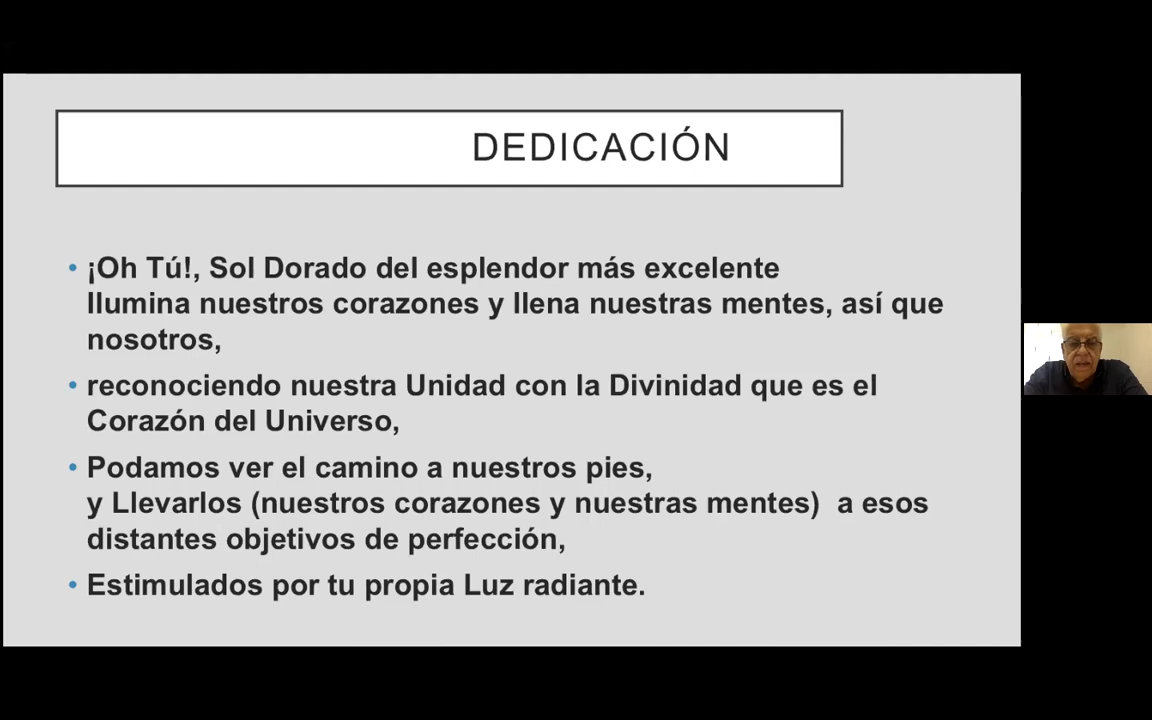 DEDICACIÓN
• ¡Oh Tú!, Sol Dorado del esplendor más excelente
Ilumina nuestros corazones y llena nuestras mentes, así que
nosotros,
• reconociendo nuestra Unidad con la Divinidad que es el
Corazón del Universo,
• Podamos ver el camino a nuestros pies,
y Llevarlos (nuestros corazones y nuestras mentes)  a esos
distantes objetivos de perfección,
• Estimulados por tu propia Luz radiante.